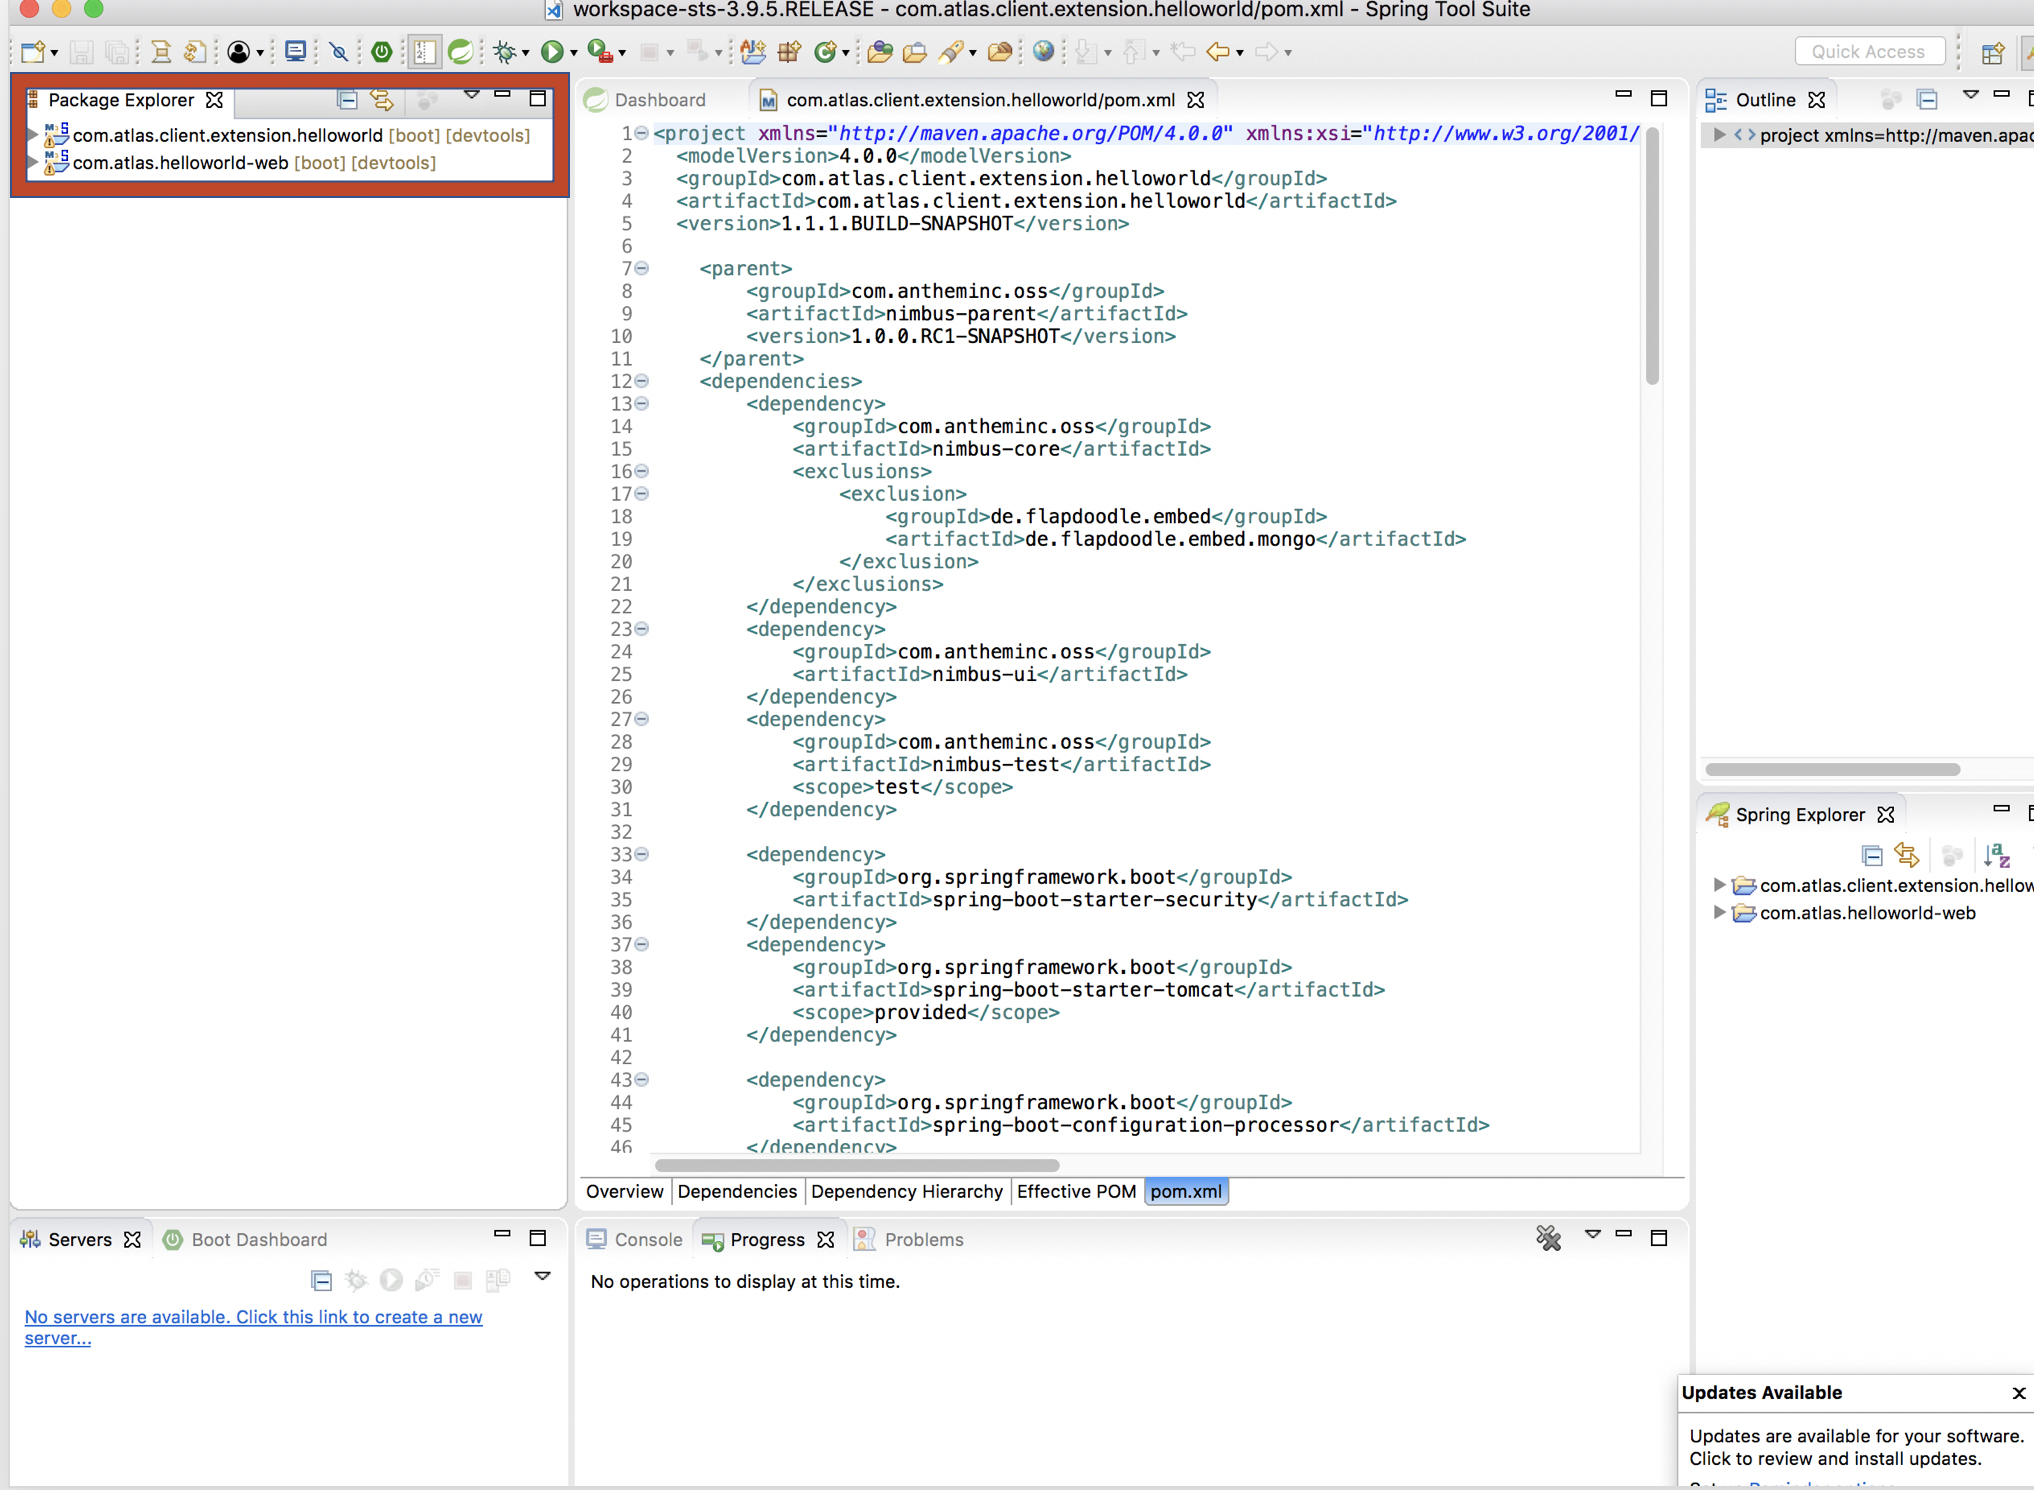 workspace-sts-3.9.5.RELEASE - com.atlas.client.extension.helloworld/pom.xml - Spring Tool Suite
Quick Access
Package Explorer
com.atlas.client.extension.helloworld [boot] [devtools]
com.atlas.helloworld-web [boot] [devtools]
Dashboard
com.atlas.client.extension.helloworld/pom.xml
1 <project xmlns="http://maven.apache.org/POM/4.0.0" xmlns:xsi="http://www.w3.org/2001/
2 <modelVersion>4.0.0</modelVersion>
3 <groupId>com.atlas.client.extension.helloworld</groupId>
4 <artifactId>com.atlas.client.extension.helloworld</artifactId>
5 <version>1.1.1.BUILD-SNAPSHOT</version>
6
7 <parent>
8 <groupId>com.antheminc.oss</groupId>
9 <artifactId>nimbus-parent</artifactId>
10 <version>1.0.0.RC1-SNAPSHOT</version>
11 </parent>
12 <dependencies>
13 <dependency>
14 <groupId>com.antheminc.oss</groupId>
15 <artifactId>nimbus-core</artifactId>
16 <exclusions>
17 <exclusion>
18 <groupId>de.flapdoodle.embed</groupId>
19 <artifactId>de.flapdoodle.embed.mongo</artifactId>
20 </exclusion>
21 </exclusions>
22 </dependency>
23 <dependency>
24 <groupId>com.antheminc.oss</groupId>
25 <artifactId>nimbus-ui</artifactId>
26 </dependency>
27 <dependency>
28 <groupId>com.antheminc.oss</groupId>
29 <artifactId>nimbus-test</artifactId>
30 <scope>test</scope>
31 </dependency>
32
33 <dependency>
34 <groupId>org.springframework.boot</groupId>
35 <artifactId>spring-boot-starter-security</artifactId>
36 </dependency>
37 <dependency>
38 <groupId>org.springframework.boot</groupId>
39 <artifactId>spring-boot-starter-tomcat</artifactId>
40 <scope>provided</scope>
41 </dependency>
42
43 <dependency>
44 <groupId>org.springframework.boot</groupId>
45 <artifactId>spring-boot-configuration-processor</artifactId>
46 </dependency>
Overview Dependencies Dependency Hierarchy Effective POM pom.xml
Outline
project xmlns=http://maven.apac
Spring Explorer
com.atlas.client.extension.hellow
com.atlas.helloworld-web
Servers Boot Dashboard
No servers are available. Click this link to create a new
server...
Console Progress Problems
No operations to display at this time.
Updates Available
Updates are available for your software.
Click to review and install updates.